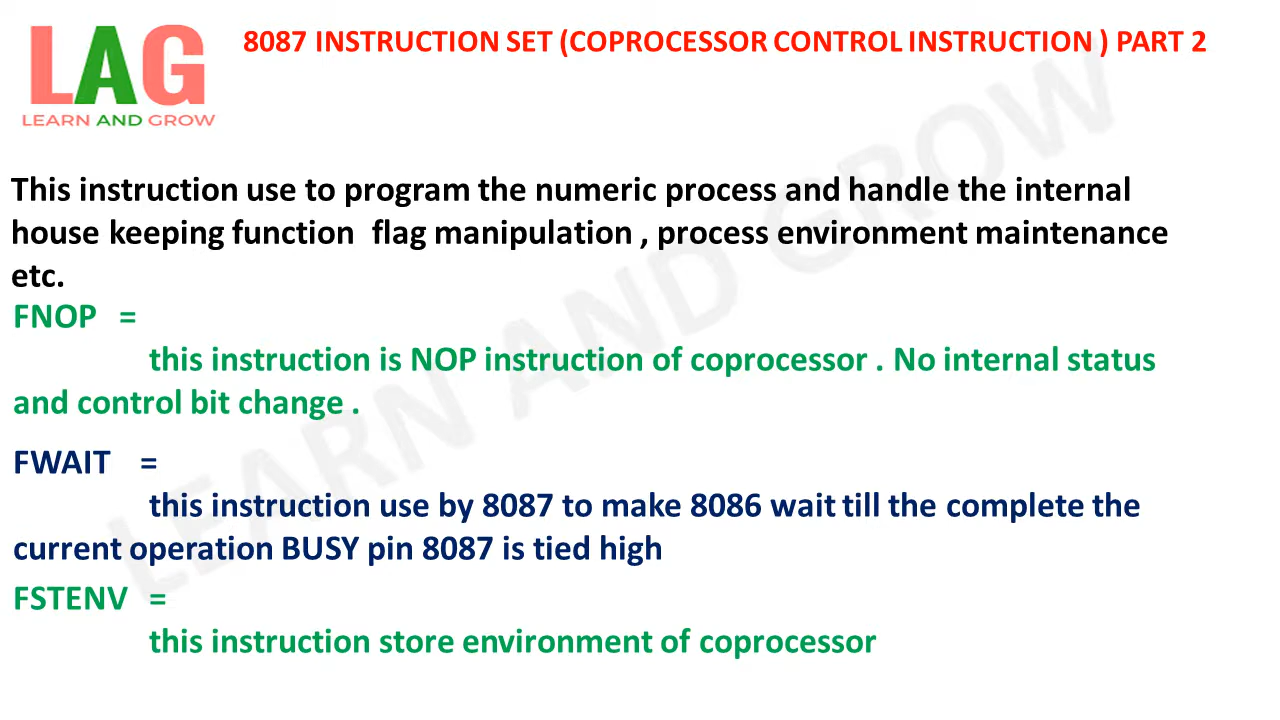 LAG
LEARN AND GROW
8087 INSTRUCTION SET (COPROCESSOR CONTROL INSTRUCTION ) PART 2
This instruction use to program the numeric process and handle the internal
house keeping function flag manipulation , process environment maintenance
etc.
FNOP =
this instruction is NOP instruction of coprocessor . No internal status
and control bit change .
FWAIT =
this instruction use by 8087 to make 8086 wait till the complete the
current operation BUSY pin 8087 is tied high
FSTENV =
this instruction store environment of coprocessor
LEARN AND GROW